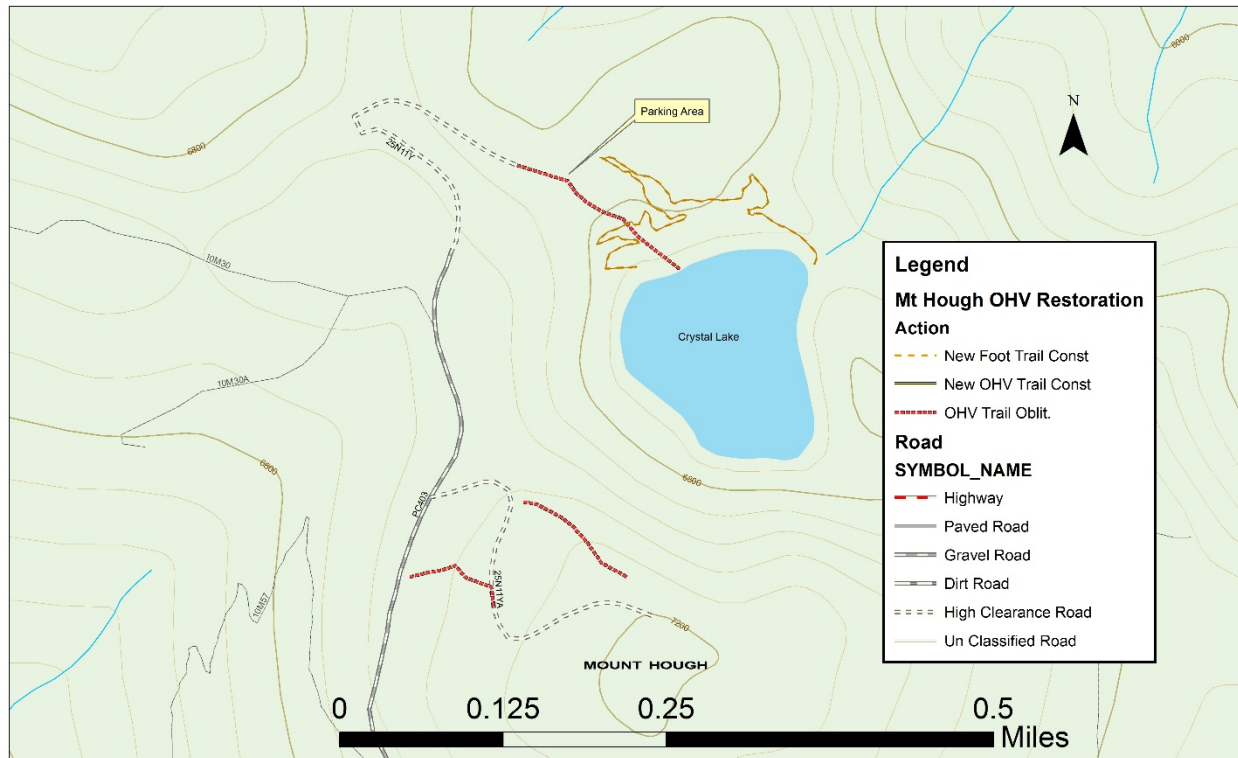 6000
N
Parking Area
6800
25N11Y
10M30
Crystal Lake
10M30A
6800
6800
PC403
25N11YA
10M57
7200
MOUNT HOUGH
Legend
Mt Hough OHV Restoration
Action
New Foot Trail Const
New OHV Trail Const
OHV Trail Oblit.
Road
SYMBOL_NAME
Highway
Paved Road
Gravel Road
Dirt Road
High Clearance Road
Un Classified Road
0 0.125 0.25 0.5
Miles